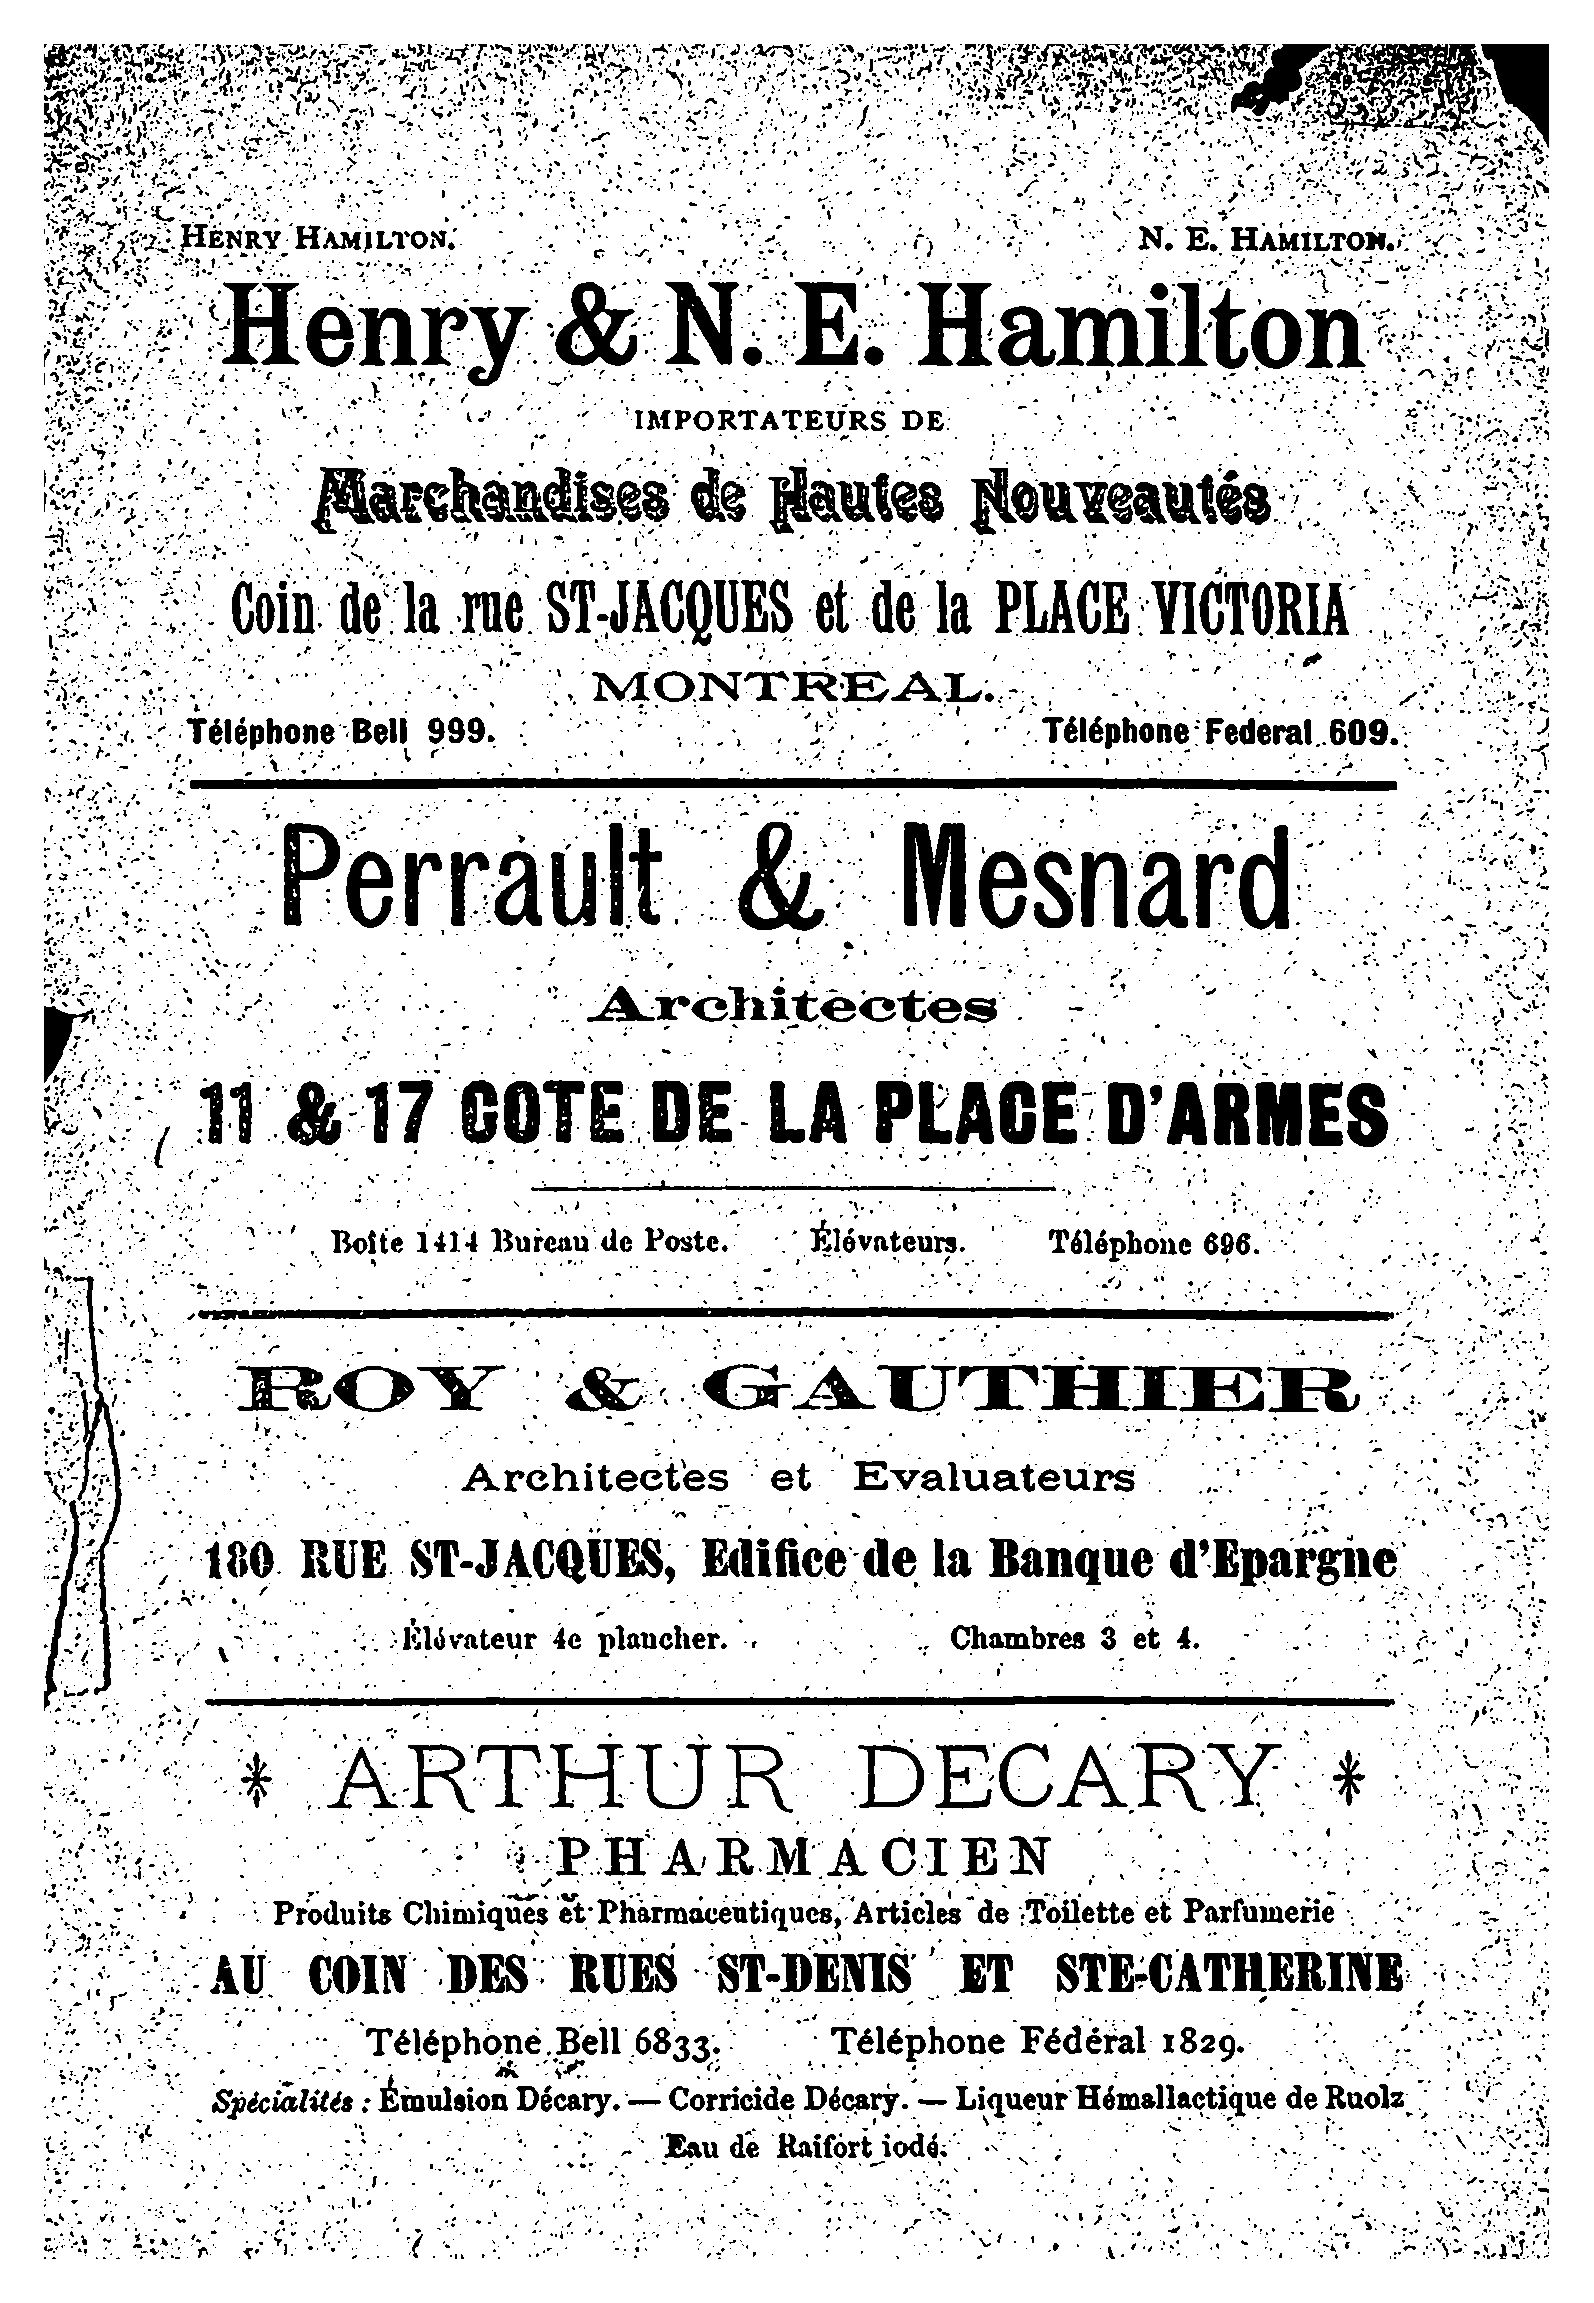 HENRY HAMILTON. N. E. HAMILTON.
Henry & N. E. Hamilton
IMPORTATEURS DE
Marchandises de Hautes Nouveautés
Coin de la rue ST-JACQUES et de la PLACE VICTORIA
MONTREAL.
Téléphone Bell 999. Téléphone Federal 609.
Perrault & Mesnard
Architectes
11 & 17 COTE DE LA PLACE D'ARMES
Boîte 1414 Bureau de Poste. Élévateurs. Téléphone 696.
ROY & GAUTHIER
Architectes et Evaluateurs
180 RUE ST-JACQUES, Edifice de la Banque d'Epargne
Élévateur 4e plancher. Chambres 3 et 4.
* ARTHUR DECARY *
PHARMACIEN
Produits Chimiques et Pharmaceutiques, Articles de Toilette et Parfumerie
AU COIN DES RUES ST-DENIS ET STE-CATHERINE
Téléphone Bell 6833. Téléphone Fédéral 1829.
Spécialités : Émulsion Décary. — Corricide Décary. — Liqueur Hémallactique de Ruolz
Eau de Raifort iodé.